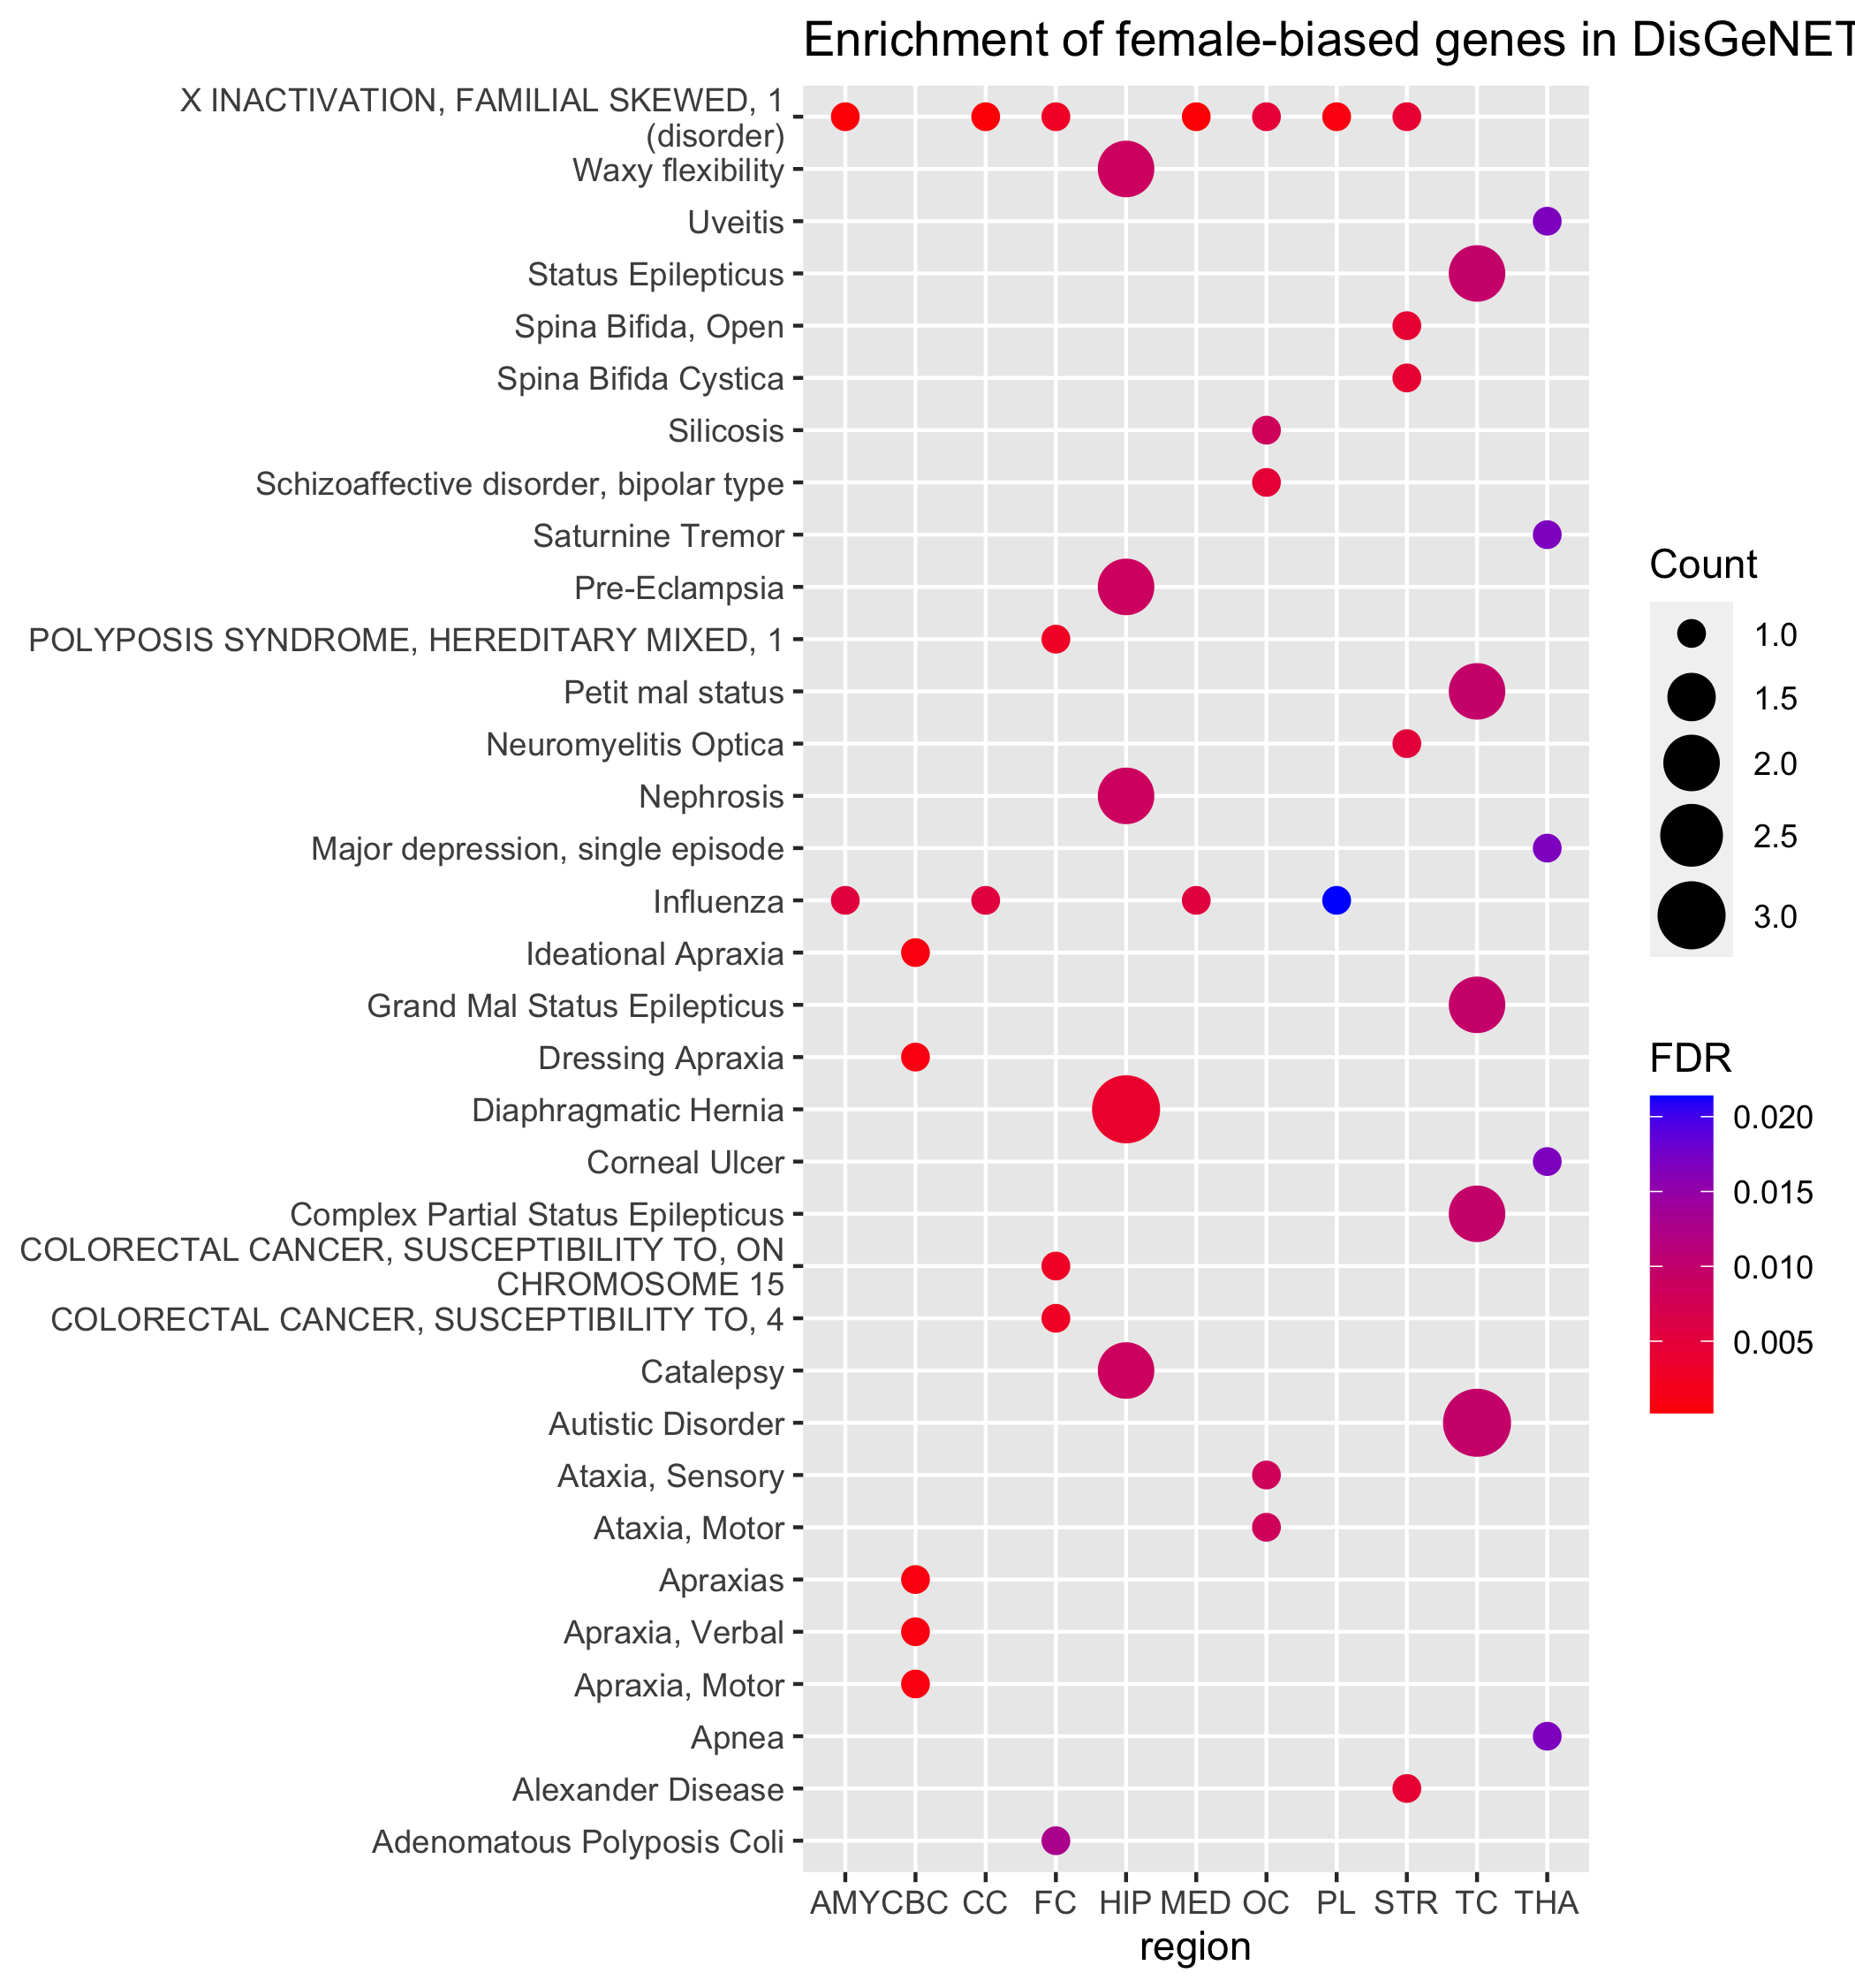 Enrichment of female-biased genes in DisGeNET
X INACTIVATION, FAMILIAL SKEWED, 1
(disorder)
Waxy flexibility
Uveitis
Status Epilepticus
Spina Bifida, Open
Spina Bifida Cystica
Silicosis
Schizoaffective disorder, bipolar type
Saturnine Tremor
Pre-Eclampsia
POLYPOSIS SYNDROME, HEREDITARY MIXED, 1
Petit mal status
Neuromyelitis Optica
Nephrosis
Major depression, single episode
Influenza
Ideational Apraxia
Grand Mal Status Epilepticus
Dressing Apraxia
Diaphragmatic Hernia
Corneal Ulcer
Complex Partial Status Epilepticus
COLORECTAL CANCER, SUSCEPTIBILITY TO, ON
CHROMOSOME 15
COLORECTAL CANCER, SUSCEPTIBILITY TO, 4
Catalepsy
Autistic Disorder
Ataxia, Sensory
Ataxia, Motor
Apraxias
Apraxia, Verbal
Apraxia, Motor
Apnea
Alexander Disease
Adenomatous Polyposis Coli
AMY CBC CC FC HIP MED OC PL STR TC THA
region
Count
1.0
1.5
2.0
2.5
3.0
FDR
0.020
0.015
0.010
0.005